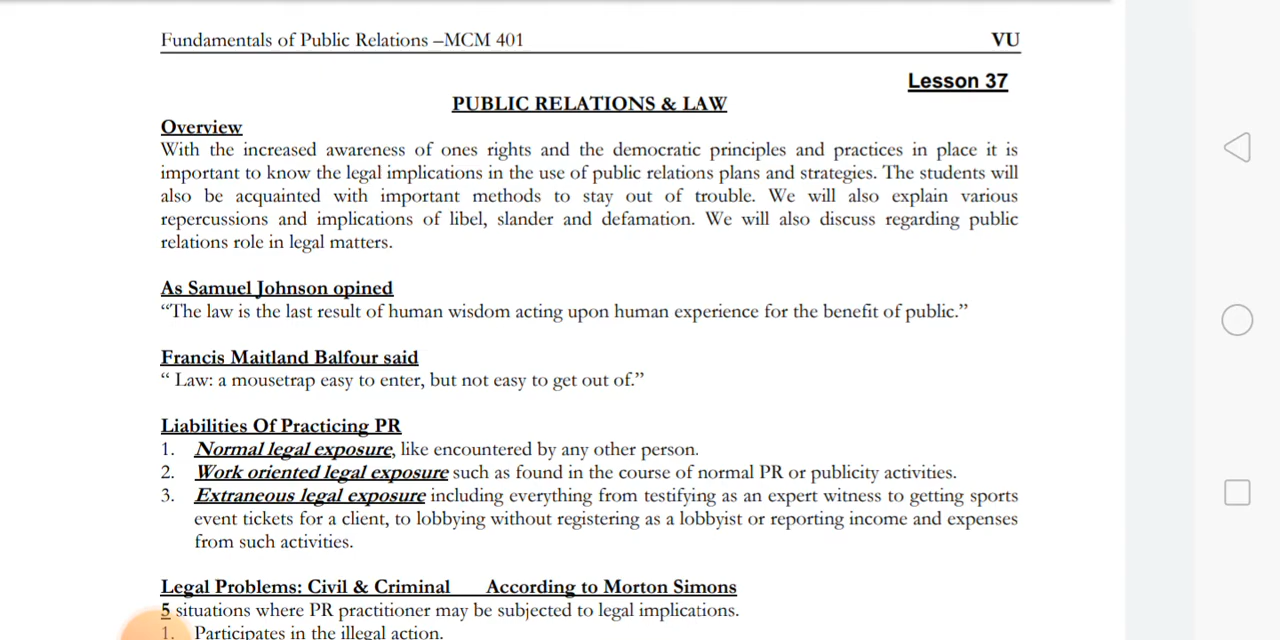 Fundamentals of Public Relations –MCM 401 VU
Lesson 37
PUBLIC RELATIONS & LAW
Overview
With the increased awareness of ones rights and the democratic principles and practices in place it is
important to know the legal implications in the use of public relations plans and strategies. The students will
also be acquainted with important methods to stay out of trouble. We will also explain various
repercussions and implications of libel, slander and defamation. We will also discuss regarding public
relations role in legal matters.
As Samuel Johnson opined
“The law is the last result of human wisdom acting upon human experience for the benefit of public.”
Francis Maitland Balfour said
“ Law: a mousetrap easy to enter, but not easy to get out of.”
Liabilities Of Practicing PR
1. Normal legal exposure, like encountered by any other person.
2. Work oriented legal exposure such as found in the course of normal PR or publicity activities.
3. Extraneous legal exposure including everything from testifying as an expert witness to getting sports
event tickets for a client, to lobbying without registering as a lobbyist or reporting income and expenses
from such activities.
Legal Problems: Civil & Criminal According to Morton Simons
5 situations where PR practitioner may be subjected to legal implications.
1. Participates in the illegal action.